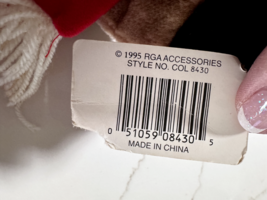 © 1995 RGA ACCESSORIES
STYLE NO. COL 8430
0 51059 08430 5
MADE IN CHINA